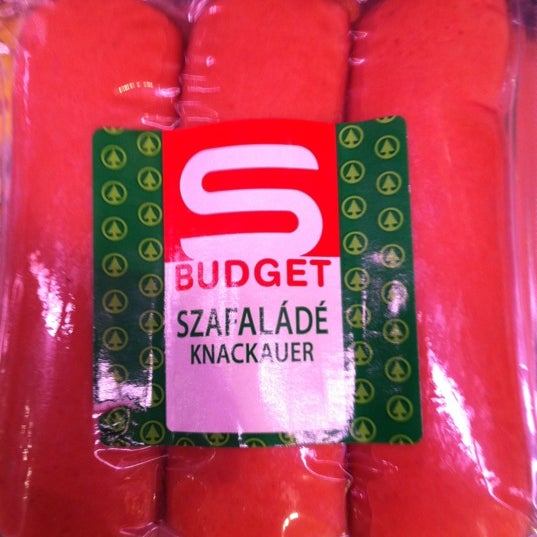 S
BUDGET
SZAFALÁDÉ
KNACKAUER